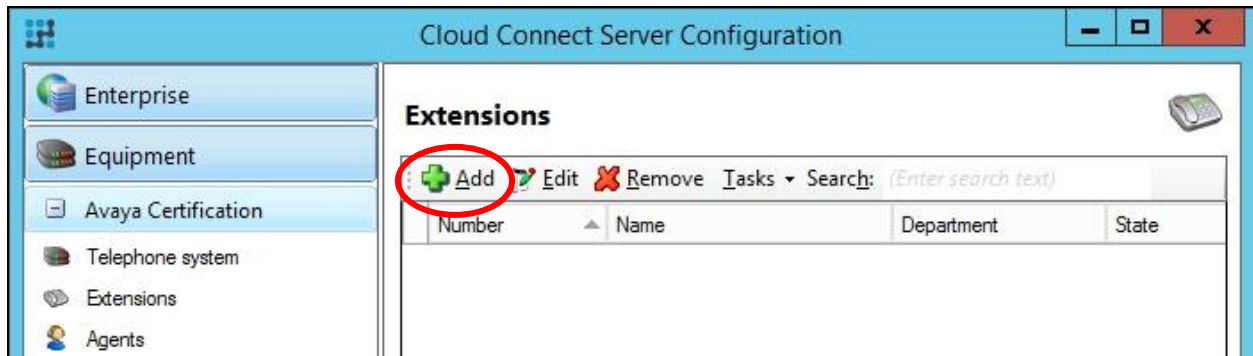 Cloud Connect Server Configuration
Enterprise
Equipment
Avaya Certification
Telephone system
Extensions
Agents
Extensions
Add Edit Remove Tasks Search: (Enter search text)
Number Name Department State